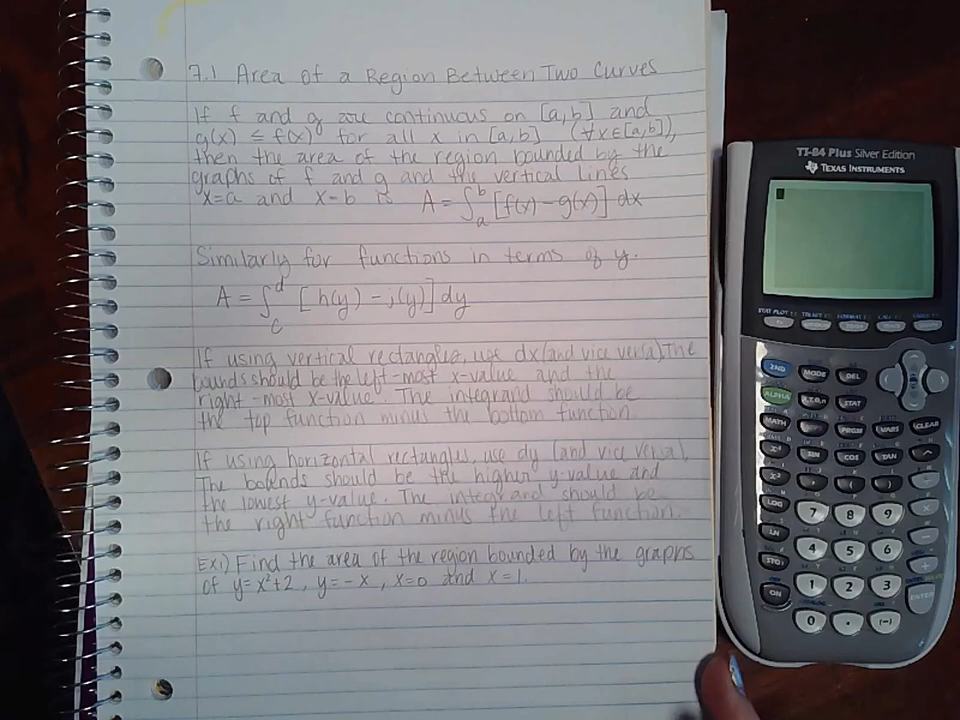 7.1 Area of a Region Between Two Curves
If f and g are continuous on [a,b] and
g(x) ≤ f(x) for all x in [a,b] (∀x∈[a,b]),
then the area of the region bounded by the
graphs of f and g and the vertical lines
x=a and x=b is A = ∫_a^b [f(x) - g(x)] dx
Similarly for functions in terms of y.
A = ∫_c^d [h(y) - j(y)] dy
If using vertical rectangles, use dx (and vice versa). The
bounds should be the left-most x-value and the
right-most x-value. The integrand should be
the top function minus the bottom function.
If using horizontal rectangles, use dy (and vice versa).
The bounds should be the higher y-value and
the lowest y-value. The integrand should be
the right function minus the left function.
Ex1) Find the area of the region bounded by the graphs
of y = x²+2, y = -x, x=0 and x=1.
TI-84 Plus Silver Edition
TEXAS INSTRUMENTS
STAT PLOT
2ND MODE DEL
ALPHA X,T,θ,n STAT
MATH PRGM VARS CLEAR
SIN COS TAN ^
x² , ( ) ÷
LOG 7 8 9 ×
LN 4 5 6 −
STO› 1 2 3 +
ON 0 . (-) ENTER